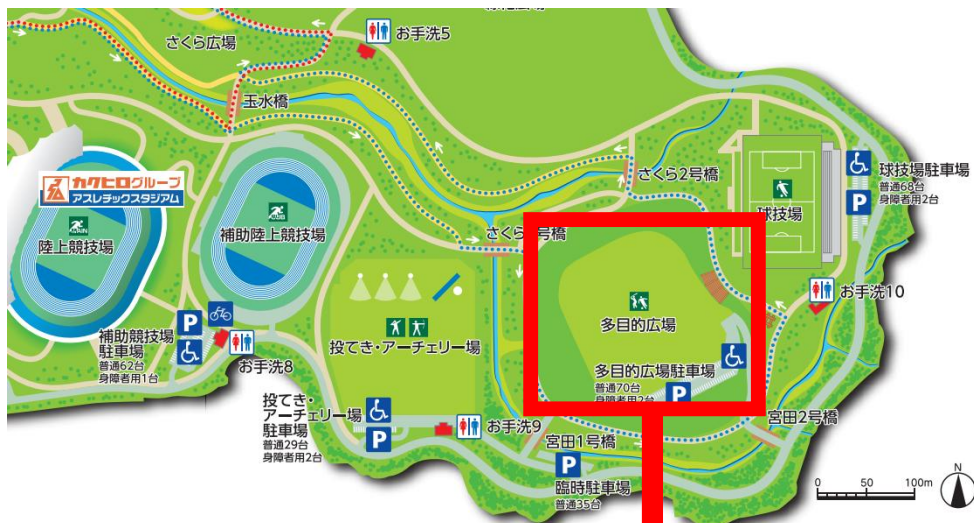 お手洗5
さくら広場
玉水橋
カクヒログループ
アスレチックスタジアム
陸上競技場
補助陸上競技場
さくら2号橋
球技場
球技場駐車場
普通68台
身障者用2台
さくら
号橋
お手洗10
多目的広場
多目的広場駐車場
普通70台
身障者用2台
投てき・アーチェリー場
補助競技場
駐車場
普通62台
身障者用1台
お手洗8
投てき・
アーチェリー場
駐車場
普通29台
身障者用2台
お手洗9
宮田1号橋
宮田2号橋
臨時駐車場
普通35台
P
P
P
P
P
0 50 100m
N